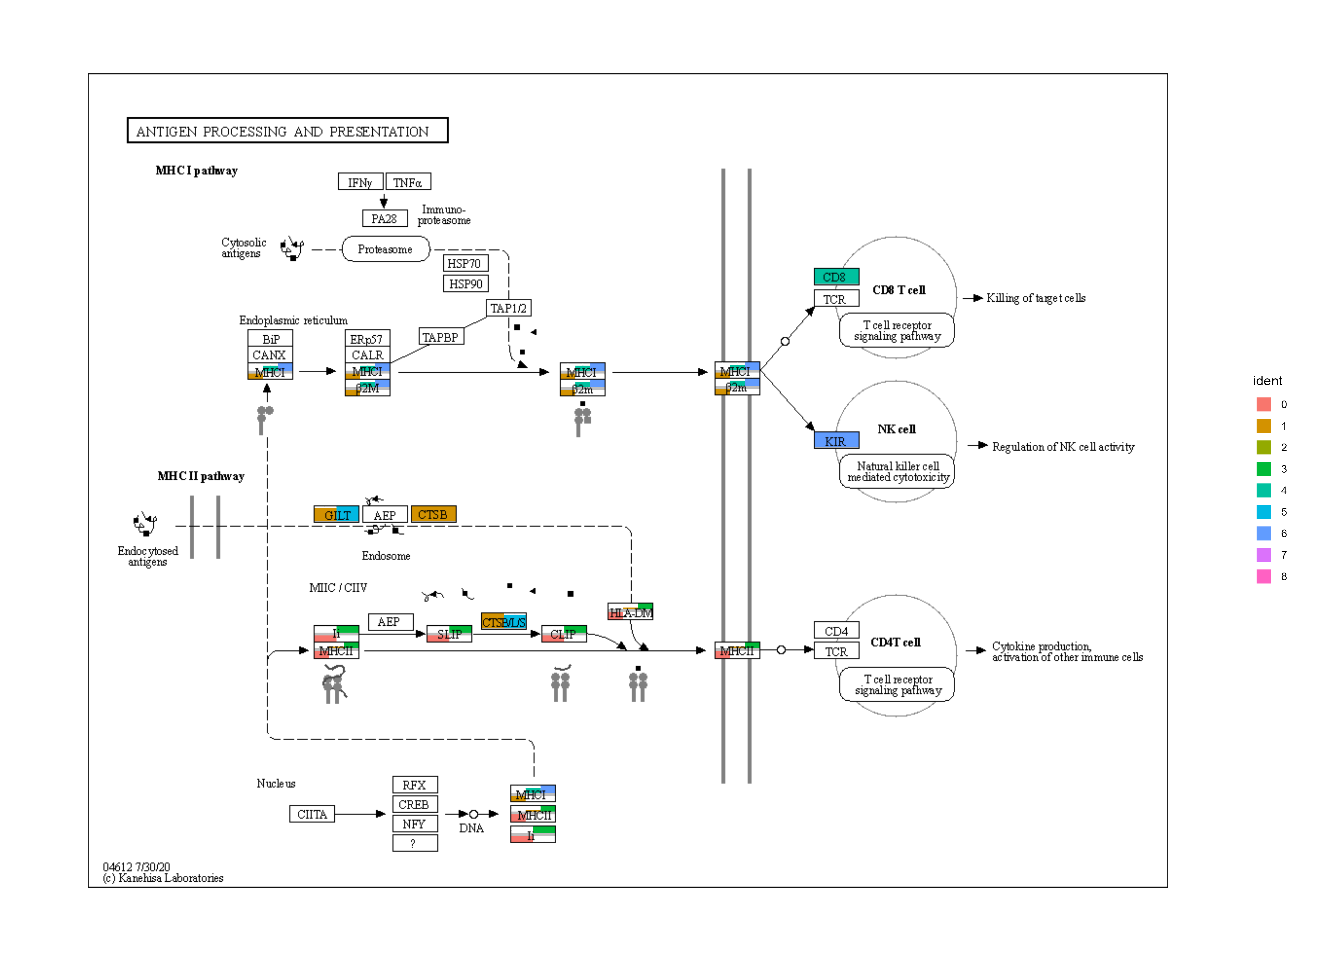 ANTIGEN PROCESSING AND PRESENTATION
MHC I pathway
IFNγ
TNFα
PA28
Immuno-
proteasome
Cytosolic
antigens
Proteasome
HSP70
HSP90
TAP1/2
TAPBP
Endoplasmic reticulum
BiP
CANX
MHCI
ERp57
CALR
MHCI
β2M
MHCI
β2m
MHCI
β2m
CD8
TCR
CD8 T cell
T cell receptor
signaling pathway
Killing of target cells
KIR
NK cell
Natural killer cell
mediated cytotoxicity
Regulation of NK cell activity
ident
0
1
2
3
4
5
6
7
8
MHC II pathway
Endocytosed
antigens
GILT
AEP
CTSB
Endosome
MIIC / CIIV
Ii
MHCII
AEP
SLIP
CTSB/L/S
CLIP
HLA-DM
MHCII
CD4
TCR
CD4T cell
T cell receptor
signaling pathway
Cytokine production,
activation of other immune cells
Nucleus
CIITA
RFX
CREB
NFY
?
DNA
MHCI
MHCII
Ii
04612 7/30/20
(c) Kanehisa Laboratories